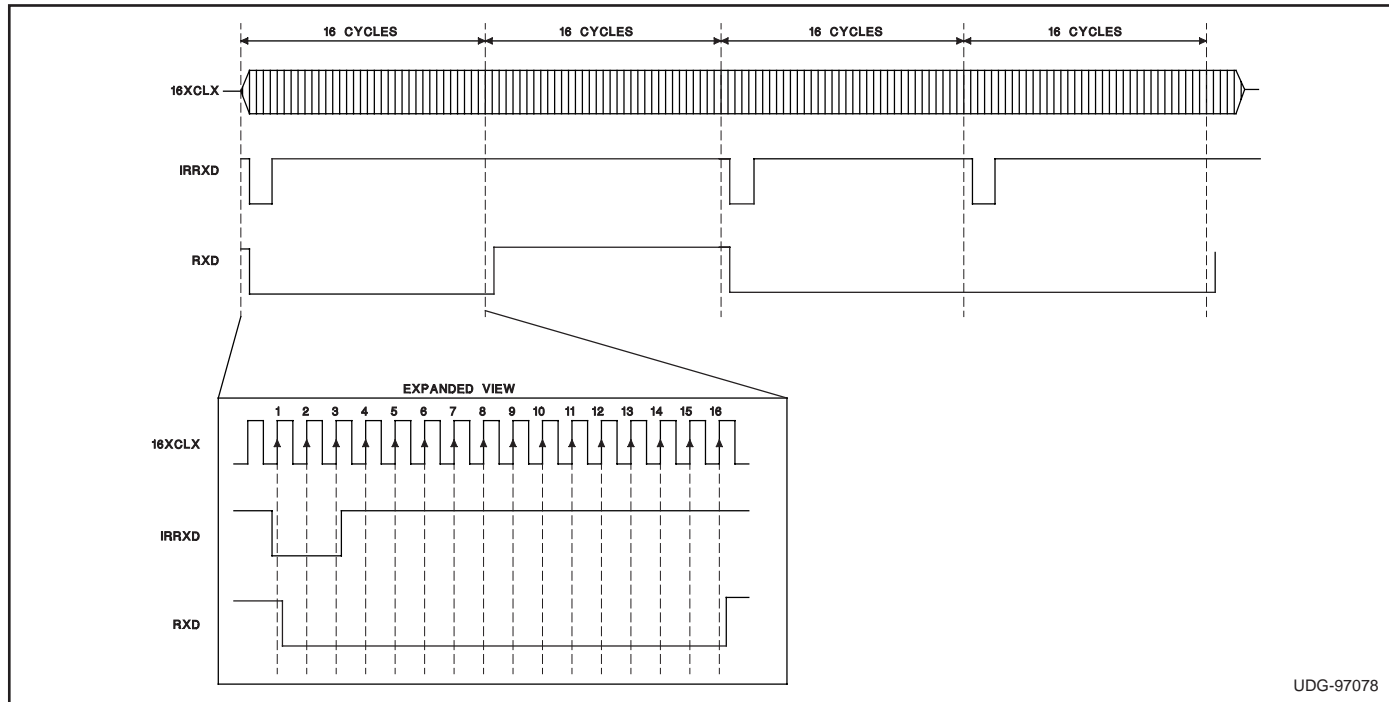 16 CYCLES 16 CYCLES 16 CYCLES 16 CYCLES
16XCLX
IRRXD
RXD
EXPANDED VIEW
1 2 3 4 5 6 7 8 9 10 11 12 13 14 15 16
16XCLX
IRRXD
RXD
UDG-97078